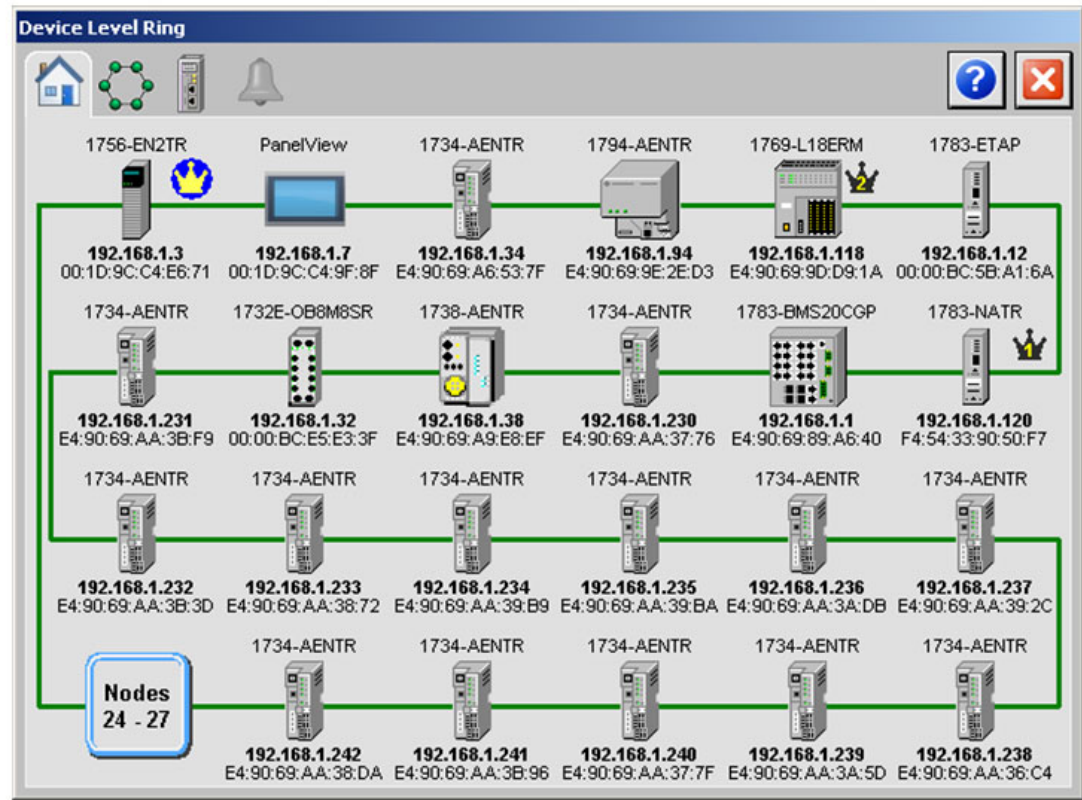 Device Level Ring
?
1756-EN2TR PanelView 1734-AENTR 1794-AENTR 1769-L18ERM 1783-ETAP
2
192.168.1.3 192.168.1.7 192.168.1.34 192.168.1.94 192.168.1.118 192.168.1.12
00:1D:9C:C4:E6:71 00:1D:9C:C4:9F:8F E4:90:69:A6:53:7F E4:90:69:9E:2E:D3 E4:90:69:9D:D9:1A 00:00:BC:5B:A1:6A
1734-AENTR 1732E-OB8M8SR 1738-AENTR 1734-AENTR 1783-BMS20CGP 1783-NATR
1
192.168.1.231 192.168.1.32 192.168.1.38 192.168.1.230 192.168.1.1 192.168.1.120
E4:90:69:AA:3B:F9 00:00:BC:E5:E3:3F E4:90:69:A9:E8:EF E4:90:69:AA:37:76 E4:90:69:89:A6:40 F4:54:33:90:50:F7
1734-AENTR 1734-AENTR 1734-AENTR 1734-AENTR 1734-AENTR 1734-AENTR
192.168.1.232 192.168.1.233 192.168.1.234 192.168.1.235 192.168.1.236 192.168.1.237
E4:90:69:AA:3B:3D E4:90:69:AA:38:72 E4:90:69:AA:39:B9 E4:90:69:AA:39:BA E4:90:69:AA:3A:DB E4:90:69:AA:39:2C
1734-AENTR 1734-AENTR 1734-AENTR 1734-AENTR 1734-AENTR
Nodes
24 - 27
192.168.1.242 192.168.1.241 192.168.1.240 192.168.1.239 192.168.1.238
E4:90:69:AA:38:DA E4:90:69:AA:3B:96 E4:90:69:AA:37:7F E4:90:69:AA:3A:5D E4:90:69:AA:36:C4